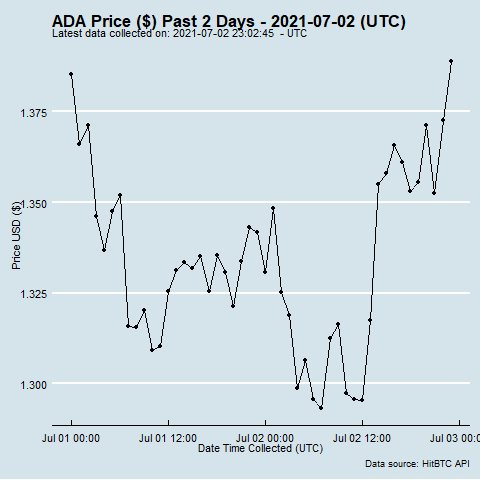 ADA Price ($) Past 2 Days - 2021-07-02 (UTC)
Latest data collected on: 2021-07-02 23:02:45 - UTC
1.375
1.350
1.325
1.300
Price USD ($)
Jul 01 00:00 Jul 01 12:00 Jul 02 00:00 Jul 02 12:00 Jul 03 00:0
Date Time Collected (UTC)
Data source: HitBTC API